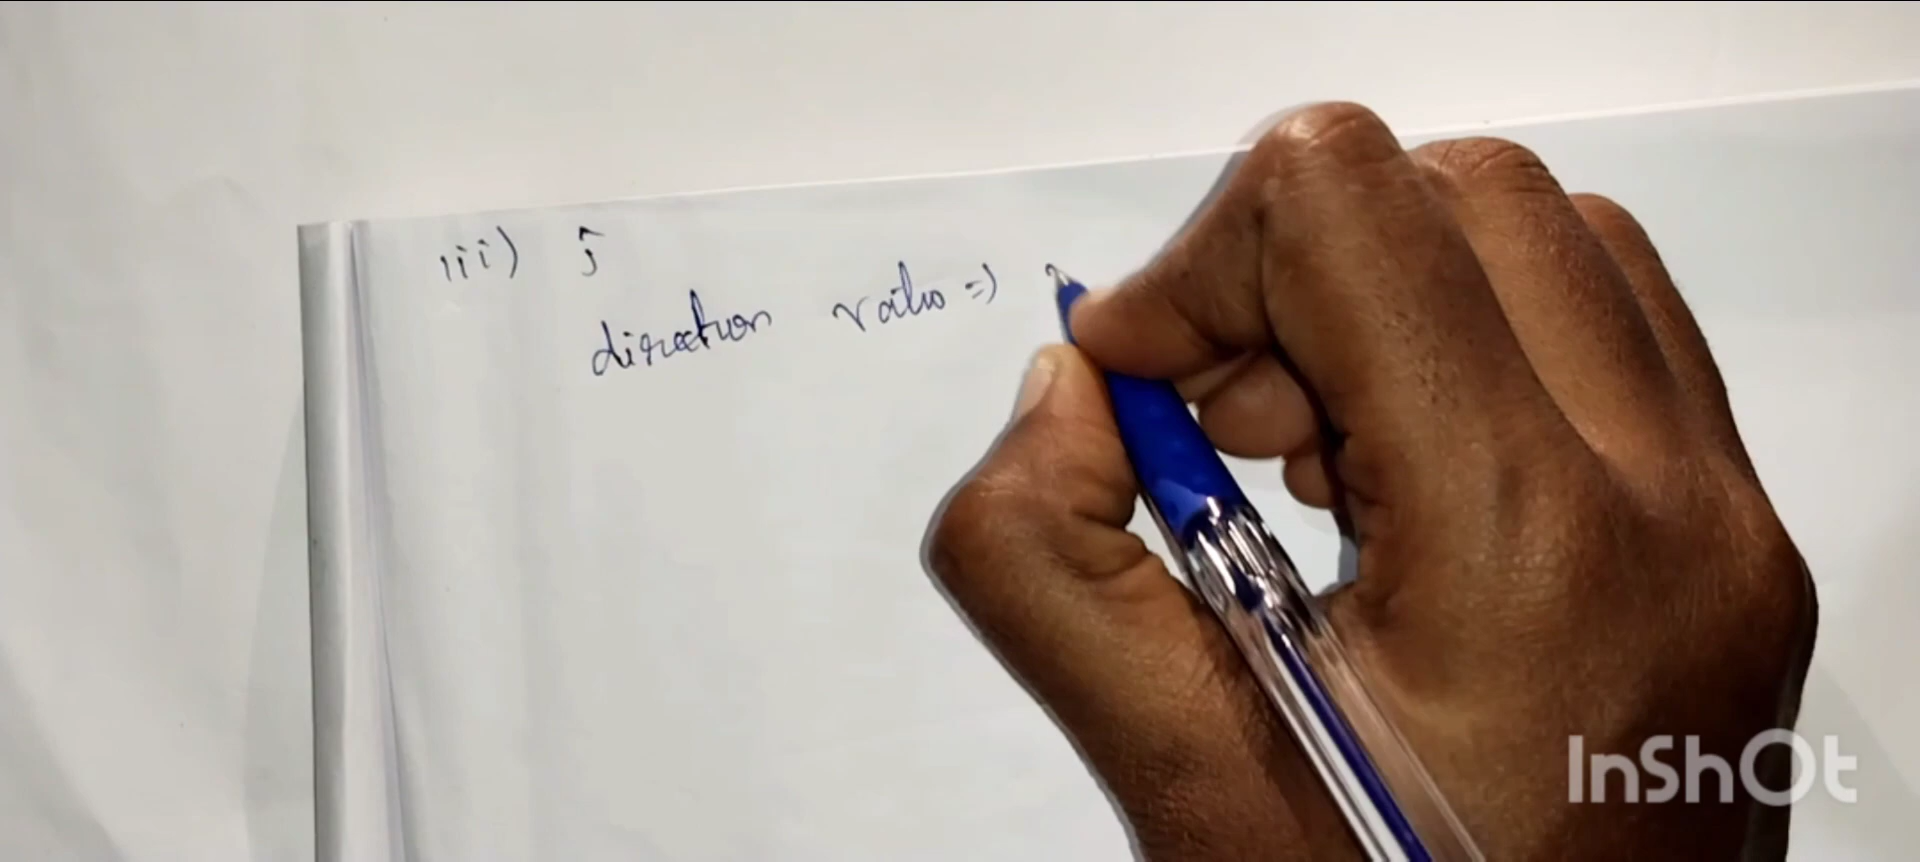 iii) ĵ
direction ratio =>
InShOt